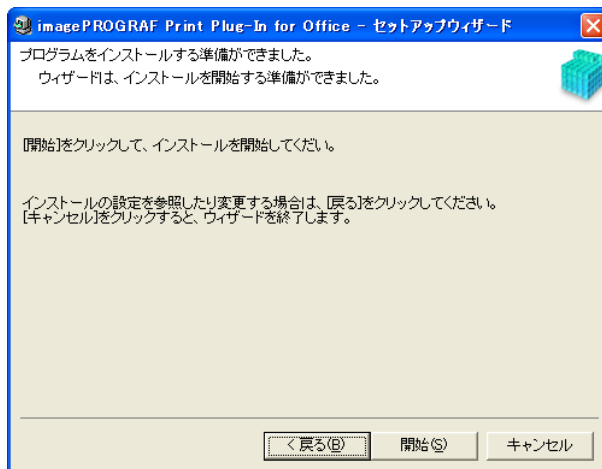 imagePROGRAF Print Plug-In for Office - セットアップウィザード
プログラムをインストールする準備ができました。
ウィザードは、インストールを開始する準備ができました。
[開始]をクリックして、インストールを開始してくだい。
インストールの設定を参照したり変更する場合は、[戻る]をクリックしてください。
[キャンセル]をクリックすると、ウィザードを終了します。
< 戻る(B)
開始(S)
キャンセル